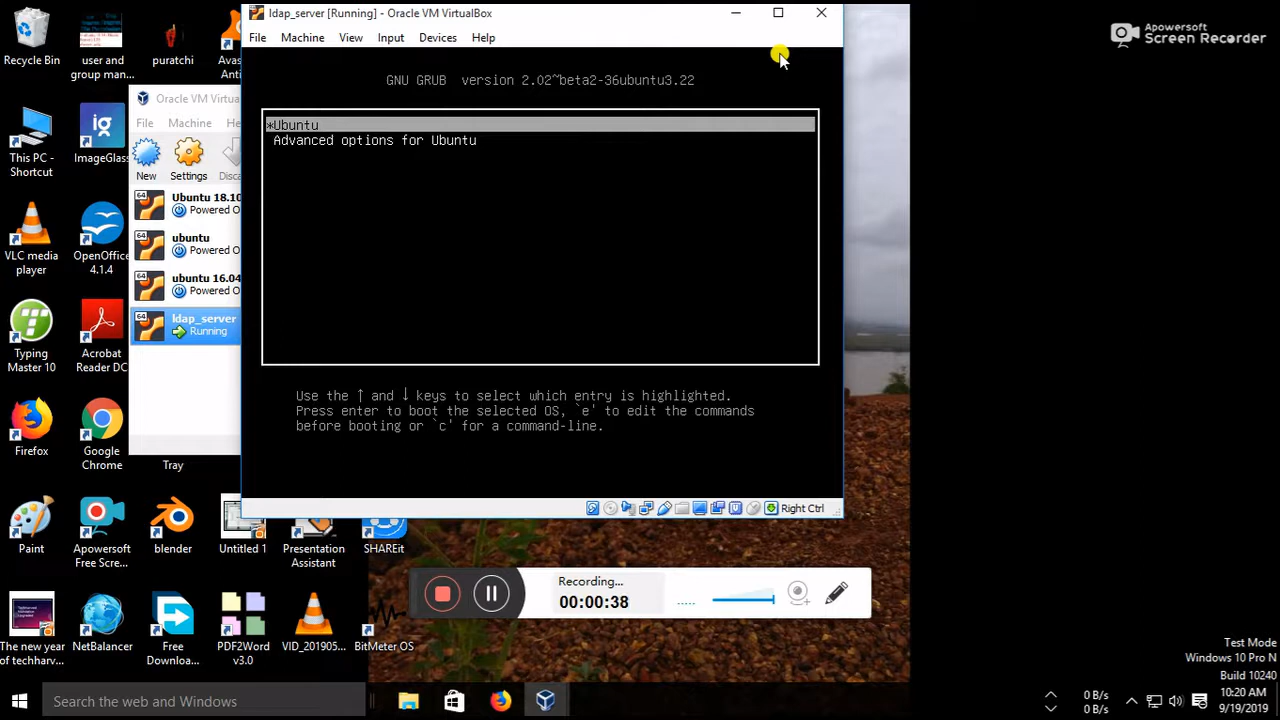 ldap_server [Running] - Oracle VM VirtualBox
File Machine View Input Devices Help
GNU GRUB version 2.02~beta2-36ubuntu3.22
*Ubuntu
Advanced options for Ubuntu
Use the ↑ and ↓ keys to select which entry is highlighted.
Press enter to boot the selected OS, `e' to edit the commands
before booting or `c' for a command-line.
Right Ctrl
Apowersoft
Screen Recorder
Recycle Bin
user and
group man...
puratchi
Avas
Anti
Oracle VM Virtua
File Machine He
New Settings Disca
Ubuntu 18.10
Powered O
ubuntu
Powered O
ubuntu 16.04
Powered O
ldap_server
Running
Tray
This PC -
Shortcut
ImageGlass
VLC media
player
OpenOffice
4.1.4
Typing
Master 10
Acrobat
Reader DC
Firefox
Google
Chrome
Paint
Apowersoft
Free Scre...
blender
Untitled 1
Presentation
Assistant
SHAREit
The new year
of techharv...
NetBalancer
Free
Downloa...
PDF2Word
v3.0
VID_201905...
BitMeter OS
Recording...
00:00:38
Test Mode
Windows 10 Pro N
Build 10240
Search the web and Windows
0 B/s
0 B/s
10:20 AM
9/19/2019